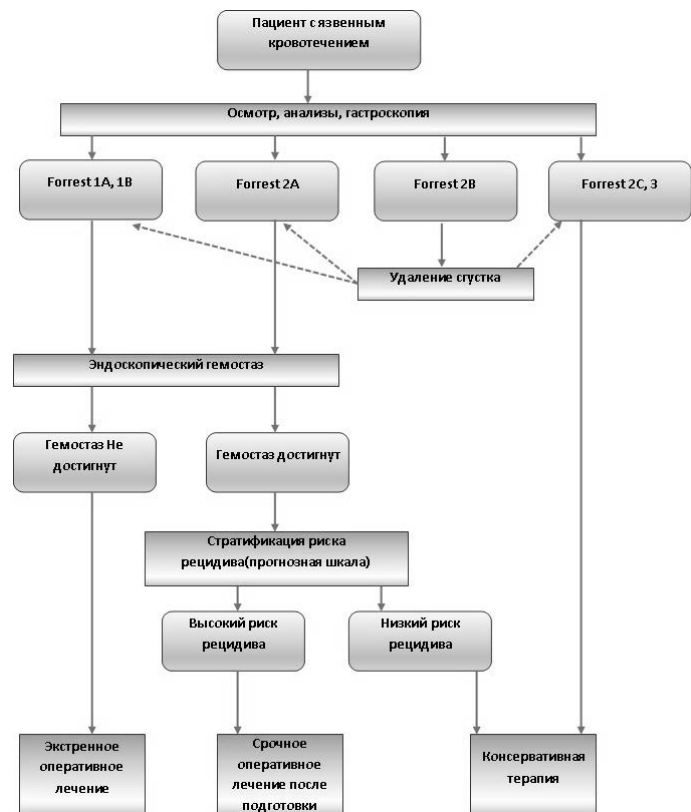 Пациент с язвенным
кровотечением
Осмотр, анализы, гастроскопия
Forrest 1A, 1B
Forrest 2A
Forrest 2B
Forrest 2C, 3
Удаление сгустка
Эндоскопический гемостаз
Гемостаз Не
достигнут
Гемостаз достигнут
Стратификация риска
рецидива(прогнозная шкала)
Высокий риск
рецидива
Низкий риск
рецидива
Экстренное
оперативное
лечение
Срочное
оперативное
лечение после
подготовки
Консервативная
терапия